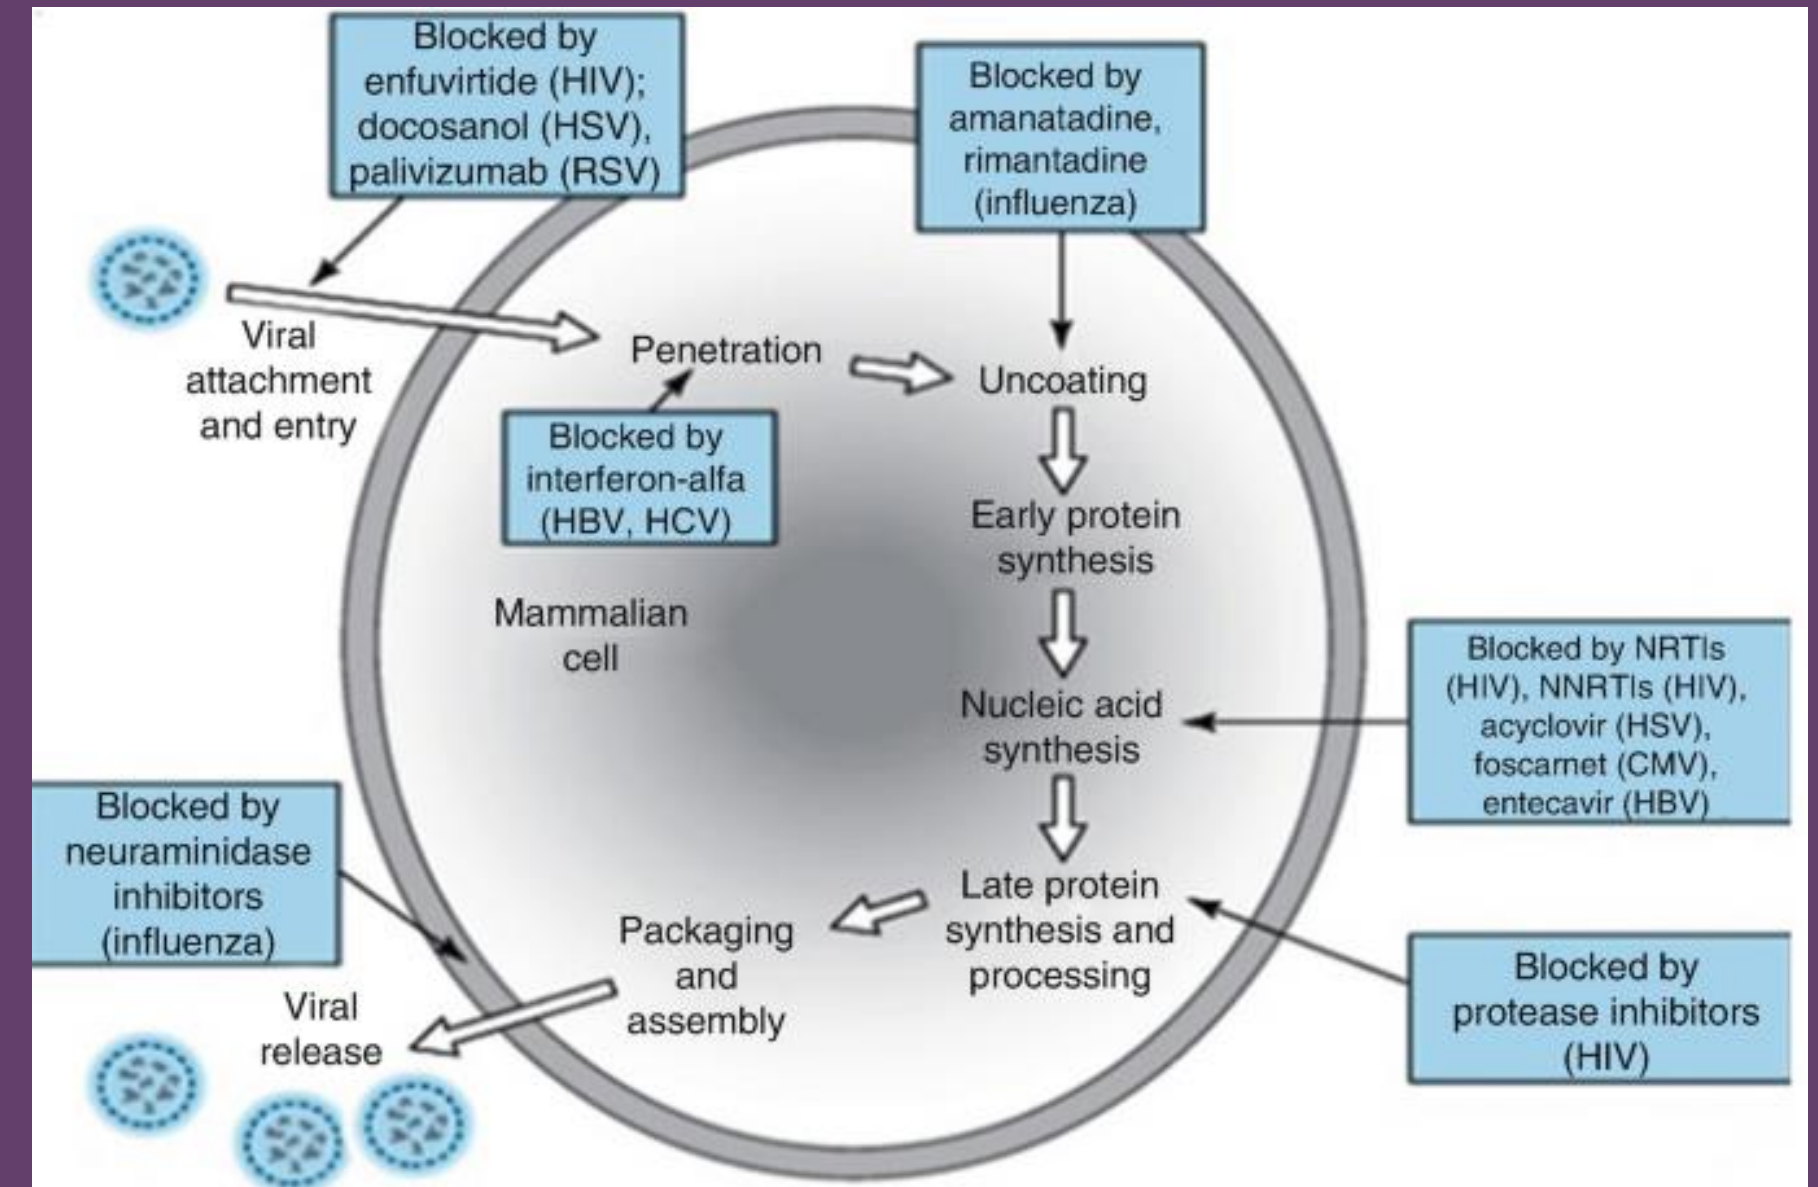 Blocked by
enfuvirtide (HIV);
docosanol (HSV),
palivizumab (RSV)
Blocked by
amanatadine,
rimantadine
(influenza)
Viral
attachment
and entry
Penetration
Uncoating
Blocked by
interferon-alfa
(HBV, HCV)
Early protein
synthesis
Mammalian
cell
Nucleic acid
synthesis
Blocked by NRTIs
(HIV), NNRTIs (HIV),
acyclovir (HSV),
foscarnet (CMV),
entecavir (HBV)
Blocked by
neuraminidase
inhibitors
(influenza)
Late protein
synthesis and
processing
Packaging
and
assembly
Blocked by
protease inhibitors
(HIV)
Viral
release